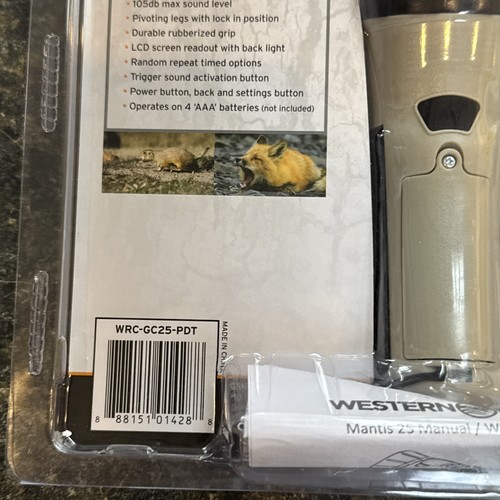 • 105db max sound level
• Pivoting legs with lock in position
• Durable rubberized grip
• LCD screen readout with back light
• Random repeat timed options
• Trigger sound activation button
• Power button, back and settings button
• Operates on 4 'AAA' batteries (not included)
WRC-GC25-PDT
MADE IN
8 88151 01428 8
WESTERN
Mantis 25 Manual / W